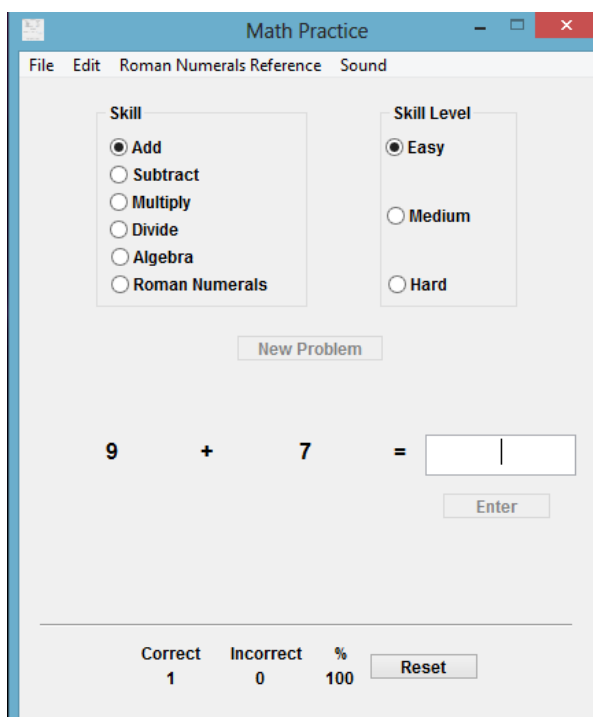 Math Practice
File Edit Roman Numerals Reference Sound
Skill
Add
Subtract
Multiply
Divide
Algebra
Roman Numerals
Skill Level
Easy
Medium
Hard
New Problem
9 + 7 =
Enter
Correct Incorrect %
1 0 100
Reset